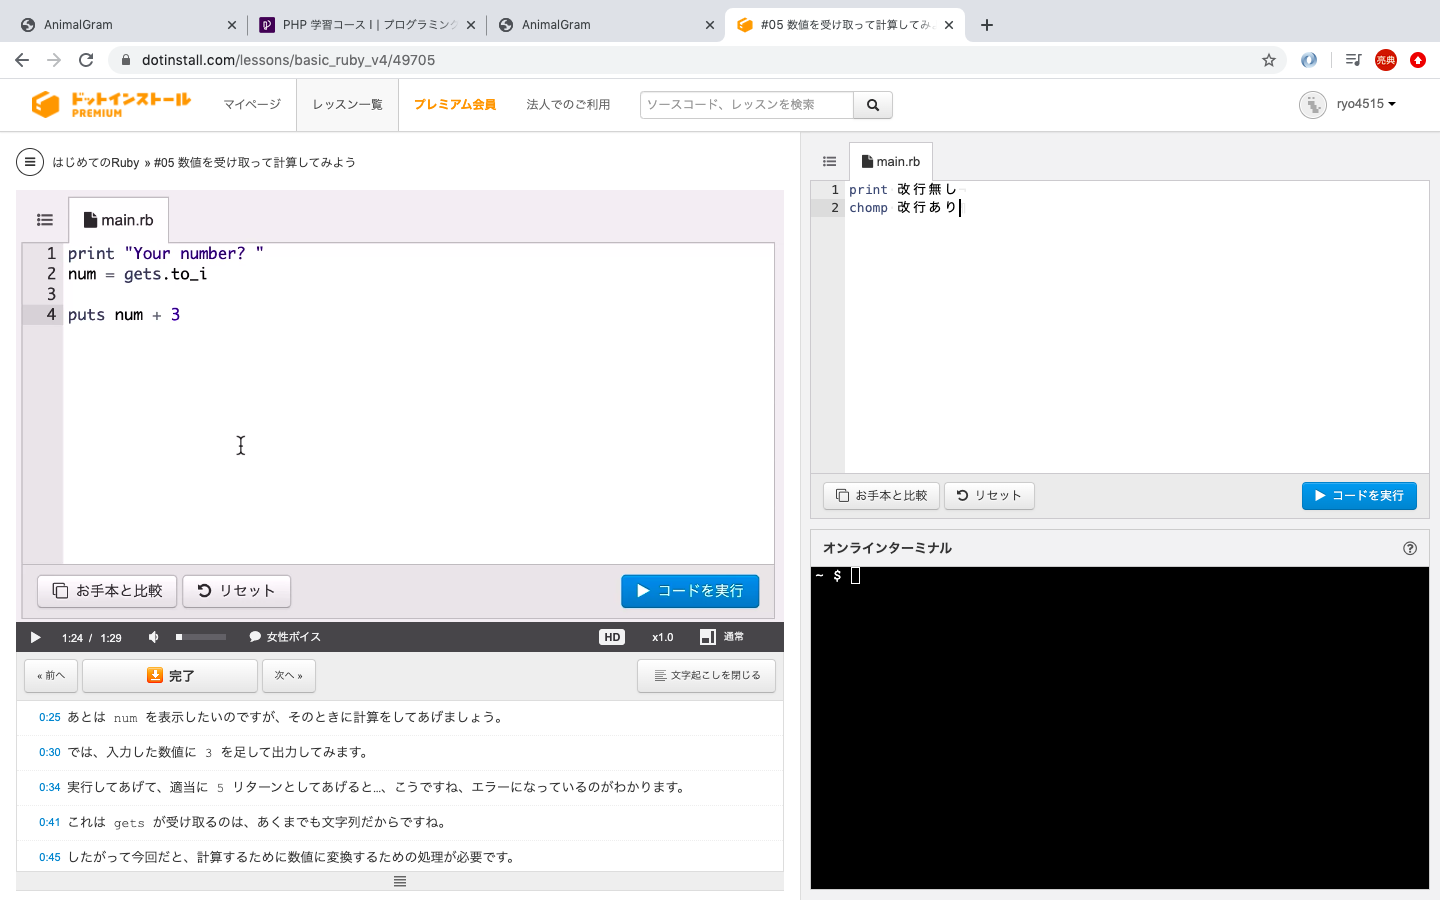 AnimalGram
PHP 学習コース I | プログラミング
AnimalGram
#05 数値を受け取って計算してみ
dotinstall.com/lessons/basic_ruby_v4/49705
亮典
ドットインストール
PREMIUM
マイページ
レッスン一覧
プレミアム会員
法人でのご利用
ソースコード、レッスンを検索
ryo4515
はじめてのRuby » #05 数値を受け取って計算してみよう
main.rb
1 print "Your number? "
2 num = gets.to_i
3
4 puts num + 3
お手本と比較
リセット
コードを実行
1:24 / 1:29
女性ボイス
HD
x1.0
通常
« 前へ
完了
次へ »
文字起こしを閉じる
0:25 あとは num を表示したいのですが、そのときに計算をしてあげましょう。
0:30 では、入力した数値に 3 を足して出力してみます。
0:34 実行してあげて、適当に 5 リターンとしてあげると…、こうですね、エラーになっているのがわかります。
0:41 これは gets が受け取るのは、あくまでも文字列だからですね。
0:45 したがって今回だと、計算するために数値に変換するための処理が必要です。
main.rb
1 print 改行無し
2 chomp 改行あり
お手本と比較
リセット
コードを実行
オンラインターミナル
?
~ $